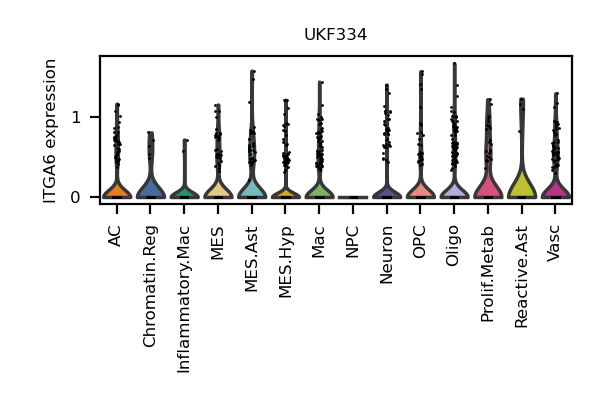 UKF334
ITGA6 expression
1
0
AC
Chromatin.Reg
Inflammatory.Mac
MES
MES.Ast
MES.Hyp
Mac
NPC
Neuron
OPC
Oligo
Prolif.Metab
Reactive.Ast
Vasc